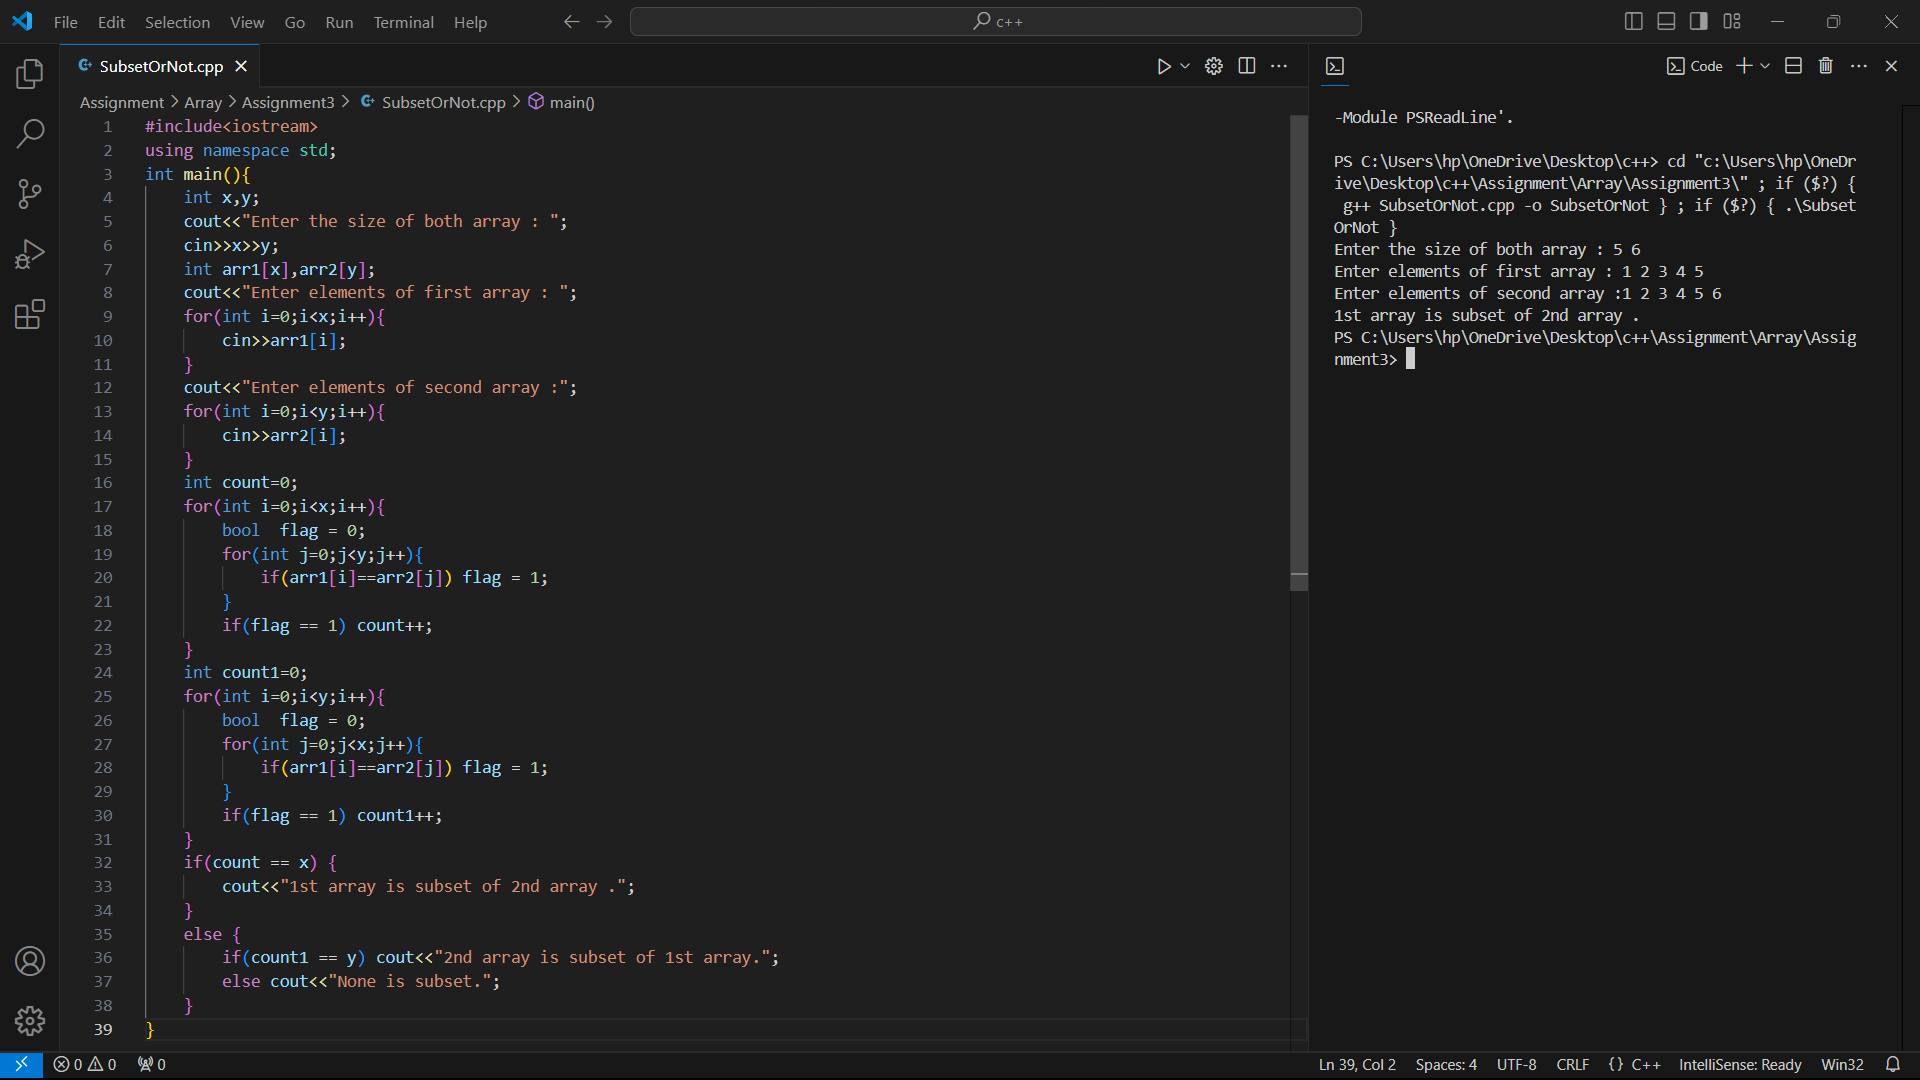 File Edit Selection View Go Run Terminal Help
c++
SubsetOrNot.cpp
Code
Assignment > Array > Assignment3 > SubsetOrNot.cpp > main()
1 #include<iostream>
2 using namespace std;
3 int main(){
4 int x,y;
5 cout<<"Enter the size of both array : ";
6 cin>>x>>y;
7 int arr1[x],arr2[y];
8 cout<<"Enter elements of first array : ";
9 for(int i=0;i<x;i++){
10 cin>>arr1[i];
11 }
12 cout<<"Enter elements of second array :";
13 for(int i=0;i<y;i++){
14 cin>>arr2[i];
15 }
16 int count=0;
17 for(int i=0;i<x;i++){
18 bool  flag = 0;
19 for(int j=0;j<y;j++){
20 if(arr1[i]==arr2[j]) flag = 1;
21 }
22 if(flag == 1) count++;
23 }
24 int count1=0;
25 for(int i=0;i<y;i++){
26 bool  flag = 0;
27 for(int j=0;j<x;j++){
28 if(arr1[i]==arr2[j]) flag = 1;
29 }
30 if(flag == 1) count1++;
31 }
32 if(count == x) {
33 cout<<"1st array is subset of 2nd array .";
34 }
35 else {
36 if(count1 == y) cout<<"2nd array is subset of 1st array.";
37 else cout<<"None is subset.";
38 }
39 }
-Module PSReadLine'.
PS C:\Users\hp\OneDrive\Desktop\c++> cd "c:\Users\hp\OneDr
ive\Desktop\c++\Assignment\Array\Assignment3\" ; if ($?) {
g++ SubsetOrNot.cpp -o SubsetOrNot } ; if ($?) { .\Subset
OrNot }
Enter the size of both array : 5 6
Enter elements of first array : 1 2 3 4 5
Enter elements of second array :1 2 3 4 5 6
1st array is subset of 2nd array .
PS C:\Users\hp\OneDrive\Desktop\c++\Assignment\Array\Assig
nment3>
0 0 0
Ln 39, Col 2 Spaces: 4 UTF-8 CRLF {} C++ IntelliSense: Ready Win32